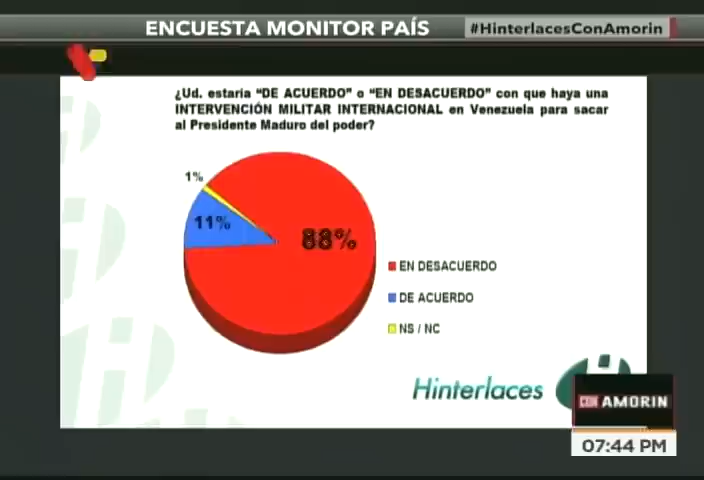 ENCUESTA MONITOR PAÍS
#HinterlacesConAmorin
¿Ud. estaría “DE ACUERDO” o “EN DESACUERDO” con que haya una
INTERVENCIÓN MILITAR INTERNACIONAL en Venezuela para sacar
al Presidente Maduro del poder?
1%
11%
88%
EN DESACUERDO
DE ACUERDO
NS / NC
Hinterlaces
CON AMORIN
07:44 PM